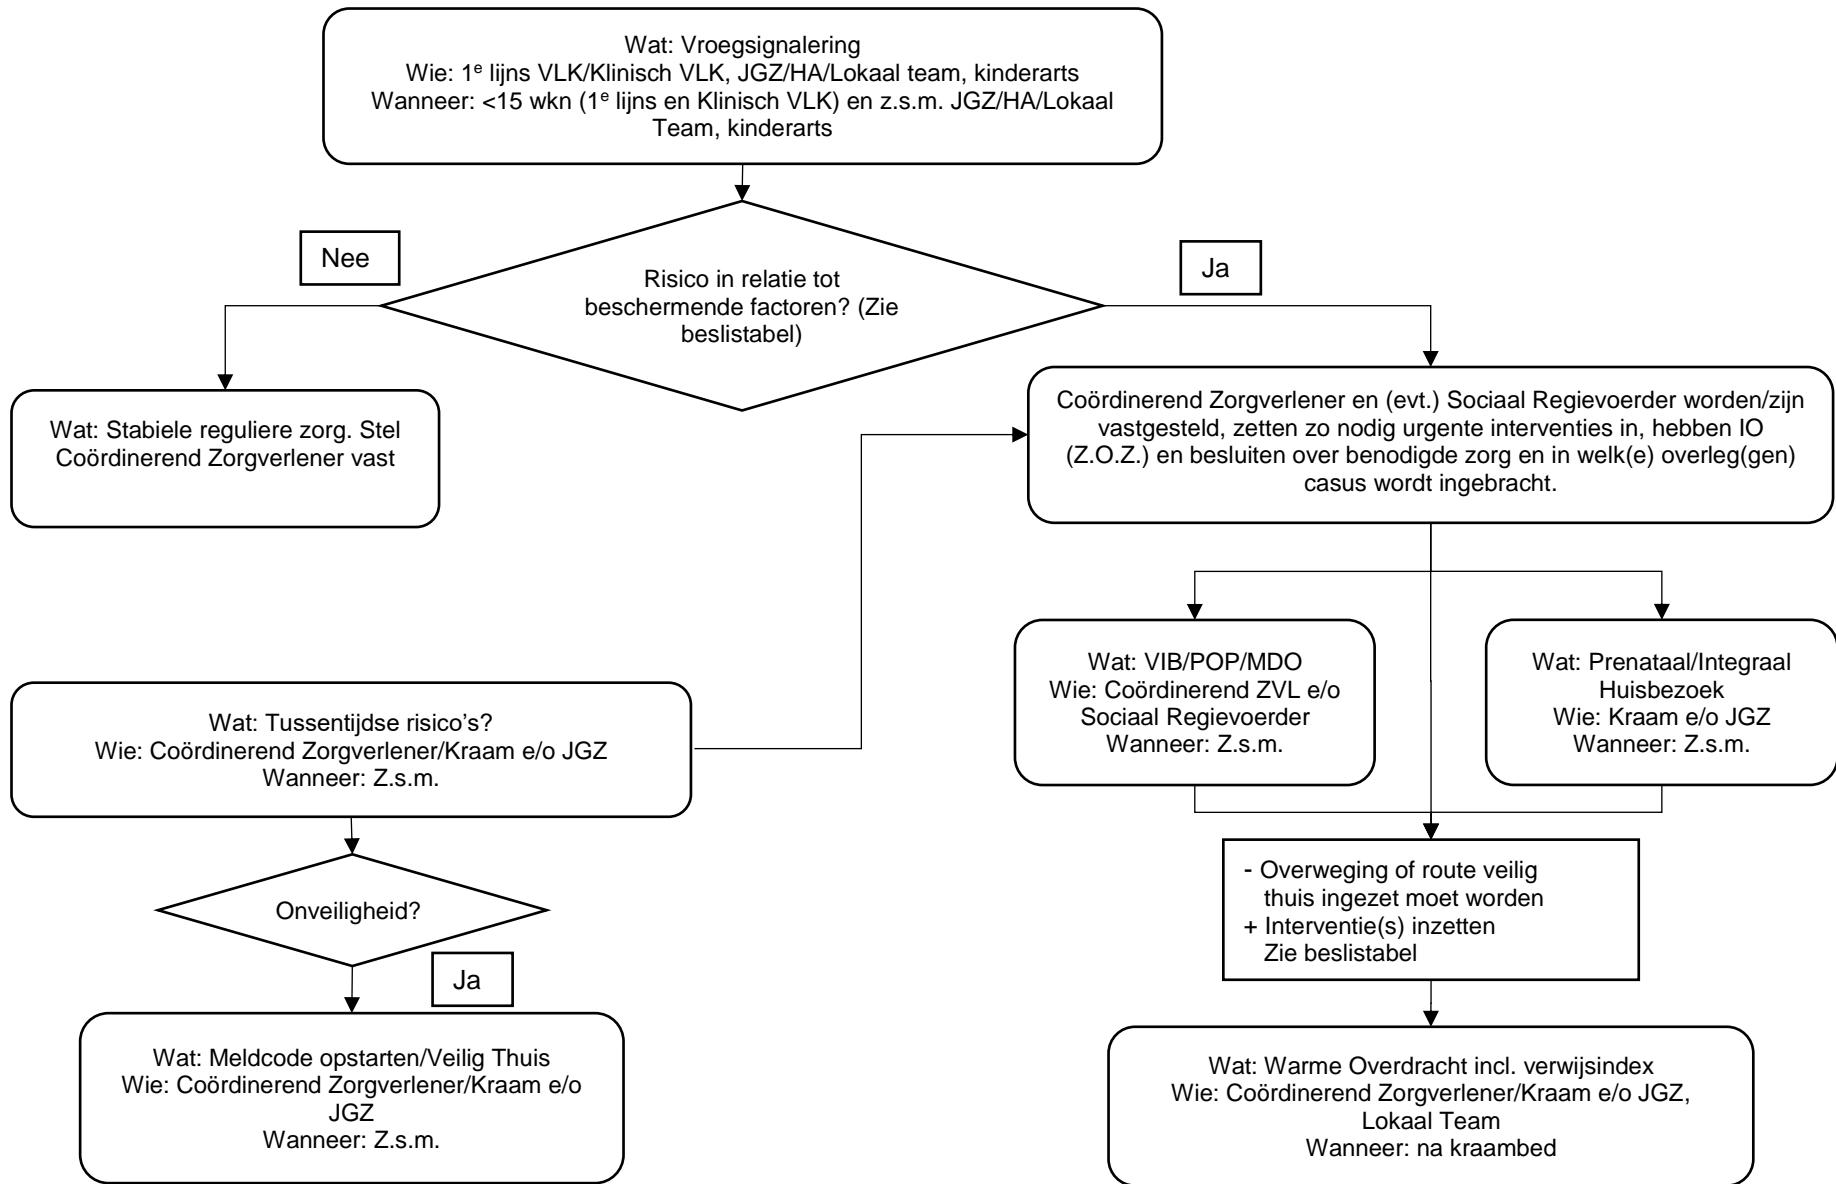 Wat: Vroegsignalering
Wie: 1e lijns VLK/Klinisch VLK, JGZ/HA/Lokaal team, kinderarts
Wanneer: <15 wkn (1e lijns en Klinisch VLK) en z.s.m. JGZ/HA/Lokaal
Team, kinderarts
Nee
Ja
Risico in relatie tot
beschermende factoren? (Zie
beslistabel)
Wat: Stabiele reguliere zorg. Stel
Coördinerend Zorgverlener vast
Coördinerend Zorgverlener en (evt.) Sociaal Regievoerder worden/zijn
vastgesteld, zetten zo nodig urgente interventies in, hebben IO
(Z.O.Z.) en besluiten over benodigde zorg en in welk(e) overleg(gen)
casus wordt ingebracht.
Wat: VIB/POP/MDO
Wie: Coördinerend ZVL e/o
Sociaal Regievoerder
Wanneer: Z.s.m.
Wat: Prenataal/Integraal
Huisbezoek
Wie: Kraam e/o JGZ
Wanneer: Z.s.m.
Wat: Tussentijdse risico’s?
Wie: Coördinerend Zorgverlener/Kraam e/o JGZ
Wanneer: Z.s.m.
Onveiligheid?
Ja
- Overweging of route veilig
thuis ingezet moet worden
+ Interventie(s) inzetten
Zie beslistabel
Wat: Meldcode opstarten/Veilig Thuis
Wie: Coördinerend Zorgverlener/Kraam e/o
JGZ
Wanneer: Z.s.m.
Wat: Warme Overdracht incl. verwijsindex
Wie: Coördinerend Zorgverlener/Kraam e/o JGZ,
Lokaal Team
Wanneer: na kraambed